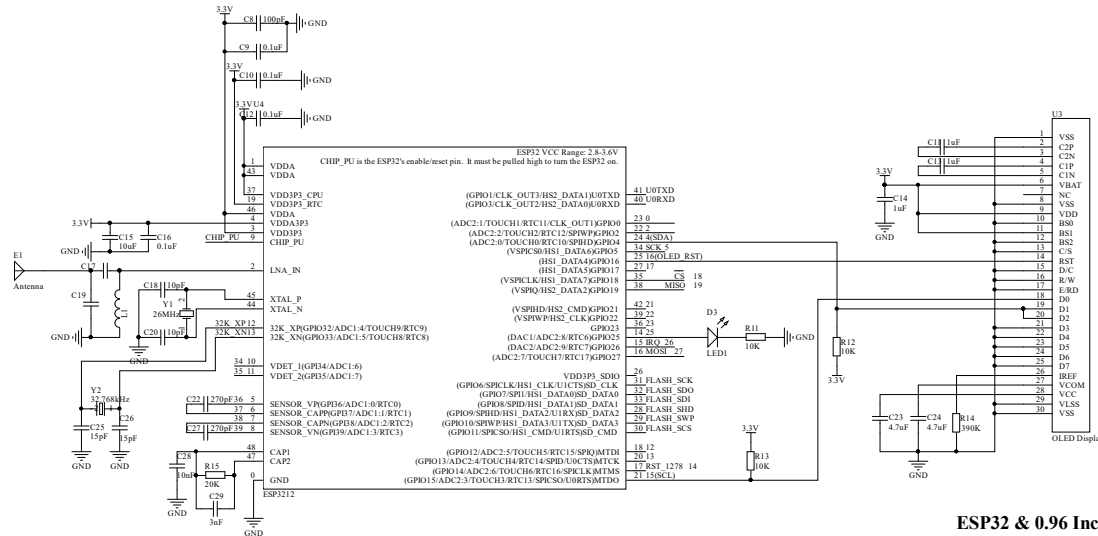 3.3V
C8
100pF
GND
C9
0.1uF
3.3V
C10
0.1uF
GND
3.3V
U4
C12
0.1uF
GND
ESP32 VCC Range: 2.8-3.6V
CHIP_PU is the ESP32's enable/reset pin. It must be pulled high to turn the ESP32 on.
1 VDDA
43 VDDA
37 VDD3P3_CPU
19 VDD3P3_RTC
46 VDDA
4 VDDA3P3
3 VDD3P3
CHIP_PU 9 CHIP_PU
3.3V
C15
10uF
C16
0.1uF
GND
E1
Antenna
C17
2 LNA_IN
C19
L1
GND
C18
10pF
Y1
26MHz
2
C20
10pF
GND
45 XTAL_P
44 XTAL_N
32K_XP 12 32K_XP(GPIO32/ADC1:4/TOUCH9/RTC9)
32K_XN 13 32K_XN(GPIO33/ADC1:5/TOUCH8/RTC8)
34 10 VDET_1(GPI34/ADC1:6)
35 11 VDET_2(GPI35/ADC1:7)
Y2
32.768kHz
C25
15pF
C26
15pF
GND
GND
C22
270pF
36 5 SENSOR_VP(GPI36/ADC1:0/RTC0)
37 6 SENSOR_CAPP(GPI37/ADC1:1/RTC1)
38 7 SENSOR_CAPN(GPI38/ADC1:2/RTC2)
C27
270pF
39 8 SENSOR_VN(GPI39/ADC1:3/RTC3)
48 CAP1
47 CAP2
0 GND
C28
10nF
R15
20K
C29
3nF
GND
GND
ESP3212
(GPIO1/CLK_OUT3/HS2_DATA1)U0TXD 41 U0TXD
(GPIO3/CLK_OUT2/HS2_DATA0)U0RXD 40 U0RXD
(ADC2:1/TOUCH1/RTC11/CLK_OUT1)GPIO0 23 0
(ADC2:2/TOUCH2/RTC12/SPIWP)GPIO2 22 2
(ADC2:0/TOUCH0/RTC10/SPIHD)GPIO4 24 4(SDA)
(VSPICS0/HS1_DATA6)GPIO5 34 SCK_5
(HS1_DATA4)GPIO16 25 16(OLED_RST)
(HS1_DATA5)GPIO17 27 17
(VSPICLK/HS1_DATA7)GPIO18 35 CS 18
(VSPIQ/HS2_DATA2)GPIO19 38 MISO 19
(VSPIHD/HS2_CMD)GPIO21 42 21
(VSPIWP/HS2_CLK)GPIO22 39 22
GPIO23 36 23
(DAC1/ADC2:8/RTC6)GPIO25 14 25
(DAC2/ADC2:9/RTC7)GPIO26 15 IRQ_26
(ADC2:7/TOUCH7/RTC17)GPIO27 16 MOSI_27
VDD3P3_SDIO 26
(GPIO6/SPICLK/HS1_CLK/U1CTS)SD_CLK 31 FLASH_SCK
(GPIO7/SPI1/HS1_DATA0)SD_DATA0 32 FLASH_SDO
(GPIO8/SPID/HS1_DATA1)SD_DATA1 33 FLASH_SDI
(GPIO9/SPIHD/HS1_DATA2/U1RX)SD_DATA2 28 FLASH_SHD
(GPIO10/SPIWP/HS1_DATA3/U1TX)SD_DATA3 29 FLASH_SWP
(GPIO11/SPICSO/HS1_CMD/U1RTS)SD_CMD 30 FLASH_SCS
(GPIO12/ADC2:5/TOUCH5/RTC15/SPIQ)MTDI 18 12
(GPIO13/ADC2:4/TOUCH4/RTC14/SPID/U0CTS)MTCK 20 13
(GPIO14/ADC2:6/TOUCH6/RTC16/SPICLK)MTMS 17 RST_1278 14
(GPIO15/ADC2:3/TOUCH3/RTC13/SPICSO/U0RTS)MTDO 21 15(SCL)
D3
LED1
R11
10K
GND
R12
10K
3.3V
3.3V
R13
10K
3.3V
C14
1uF
GND
C11
1uF
C13
1uF
C23
4.7uF
C24
4.7uF
R14
390K
GND
U3
1 VSS
2 C2P
3 C2N
4 C1P
5 C1N
6 VBAT
7 NC
8 VSS
9 VDD
10 BS0
11 BS1
12 BS2
13 C/S
14 RST
15 D/C
16 R/W
17 E/RD
18 D0
19 D1
20 D2
21 D3
22 D4
23 D5
24 D6
25 D7
26 IREF
27 VCOM
28 VCC
29 VLSS
30 VSS
OLED Displa
ESP32 & 0.96 Inc